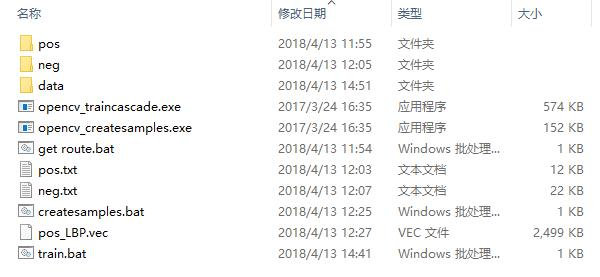 名称 修改日期 类型 大小
pos 2018/4/13 11:55 文件夹
neg 2018/4/13 12:05 文件夹
data 2018/4/13 14:51 文件夹
opencv_traincascade.exe 2017/3/24 16:35 应用程序 574 KB
opencv_createsamples.exe 2017/3/24 16:35 应用程序 152 KB
get route.bat 2018/4/13 11:54 Windows 批处理... 1 KB
pos.txt 2018/4/13 12:03 文本文档 12 KB
neg.txt 2018/4/13 12:07 文本文档 22 KB
createsamples.bat 2018/4/13 12:25 Windows 批处理... 1 KB
pos_LBP.vec 2018/4/13 12:27 VEC 文件 2,499 KB
train.bat 2018/4/13 14:41 Windows 批处理... 1 KB